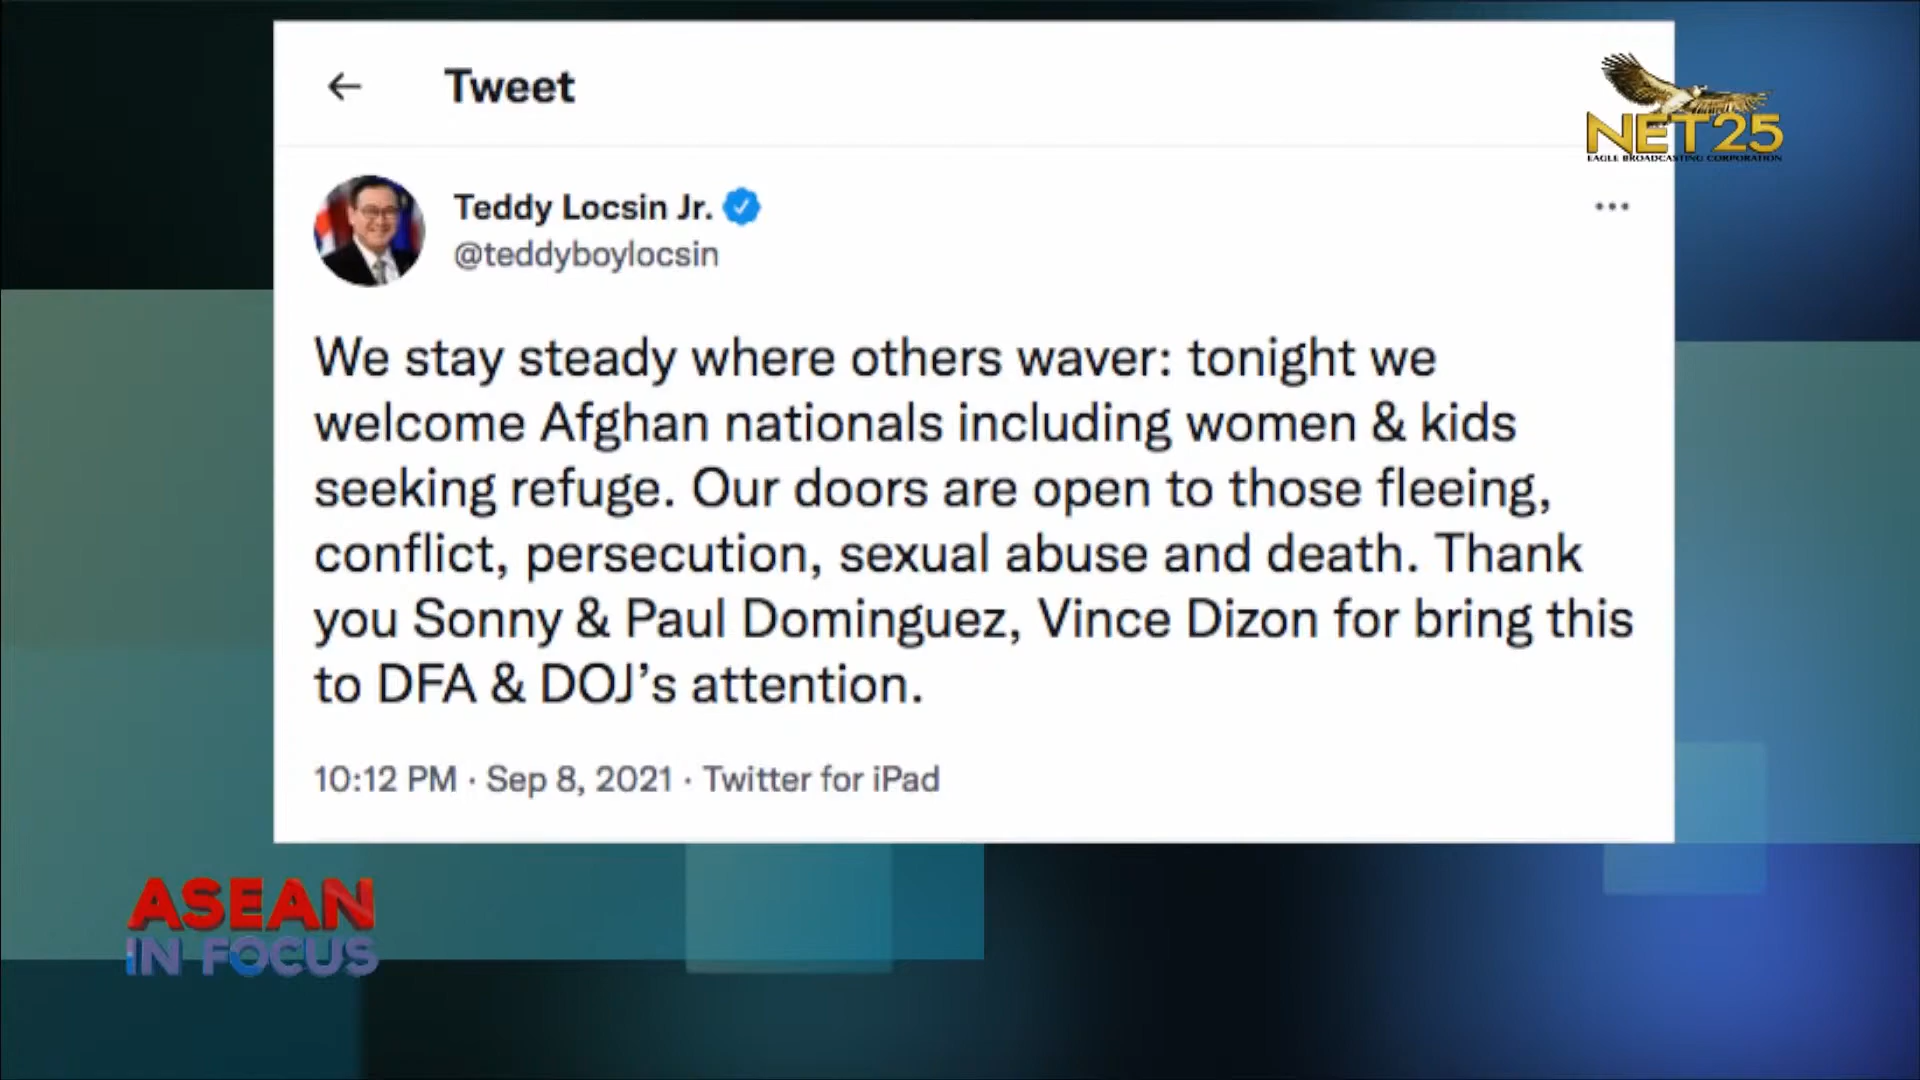 Tweet
NET25
EAGLE BROADCASTING CORPORATION
Teddy Locsin Jr.
@teddyboylocsin
We stay steady where others waver: tonight we
welcome Afghan nationals including women & kids
seeking refuge. Our doors are open to those fleeing,
conflict, persecution, sexual abuse and death. Thank
you Sonny & Paul Dominguez, Vince Dizon for bring this
to DFA & DOJ’s attention.
10:12 PM · Sep 8, 2021 · Twitter for iPad
ASEAN
IN FOCUS